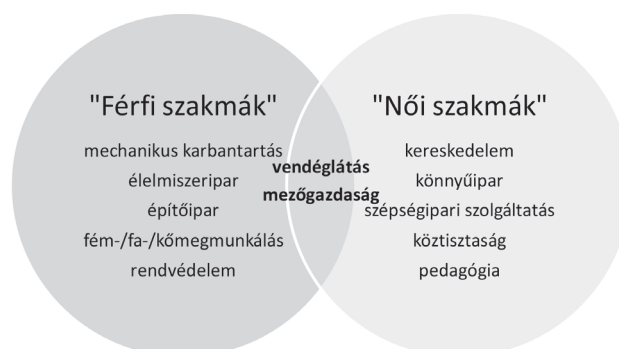 "Férfi szakmák"
mechanikus karbantartás
élelmiszeripar
építőipar
fém-/fa-/kőmegmunkálás
rendvédelem
vendéglátás
mezőgazdaság
"Női szakmák"
kereskedelem
könnyűipar
szépségipari szolgáltatás
köztisztaság
pedagógia